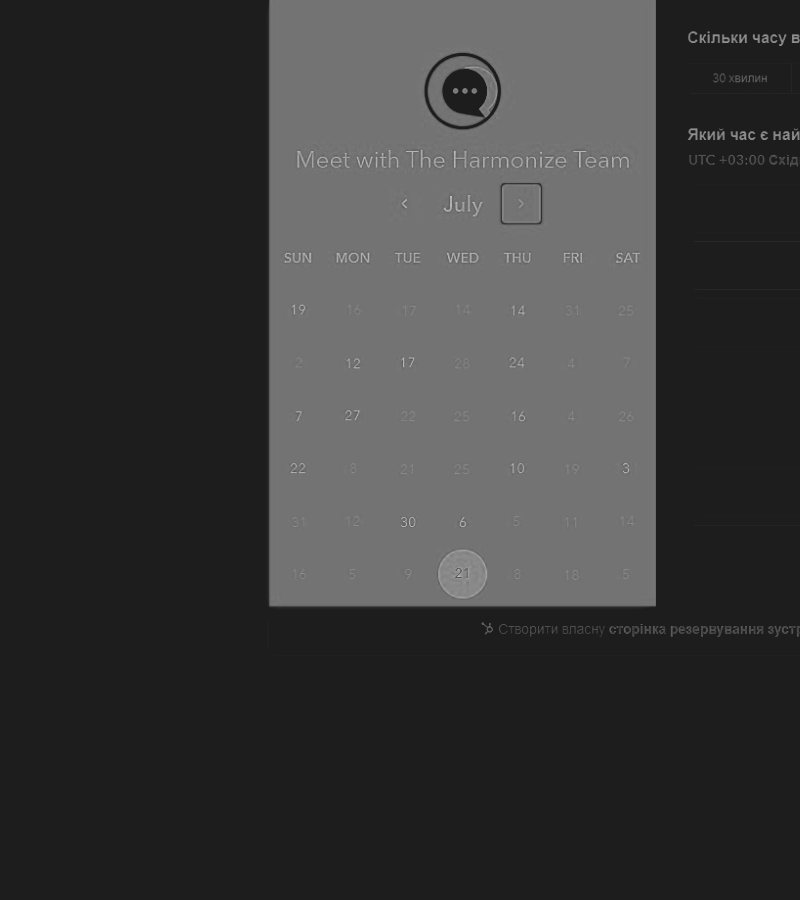 Скільки часу в
30 хвилин
Meet with The Harmonize Team
Який час є най
UTC +03:00 Схід
July
SUN MON TUE WED THU FRI SAT
19 16 17 14 14 31 25
2 12 17 28 24 4 7
7 27 22 25 16 4 26
22 8 21 25 10 19 3
31 12 30 6 5 11 14
16 5 9 21 8 18 5
Створити власну сторінка резервування зустр